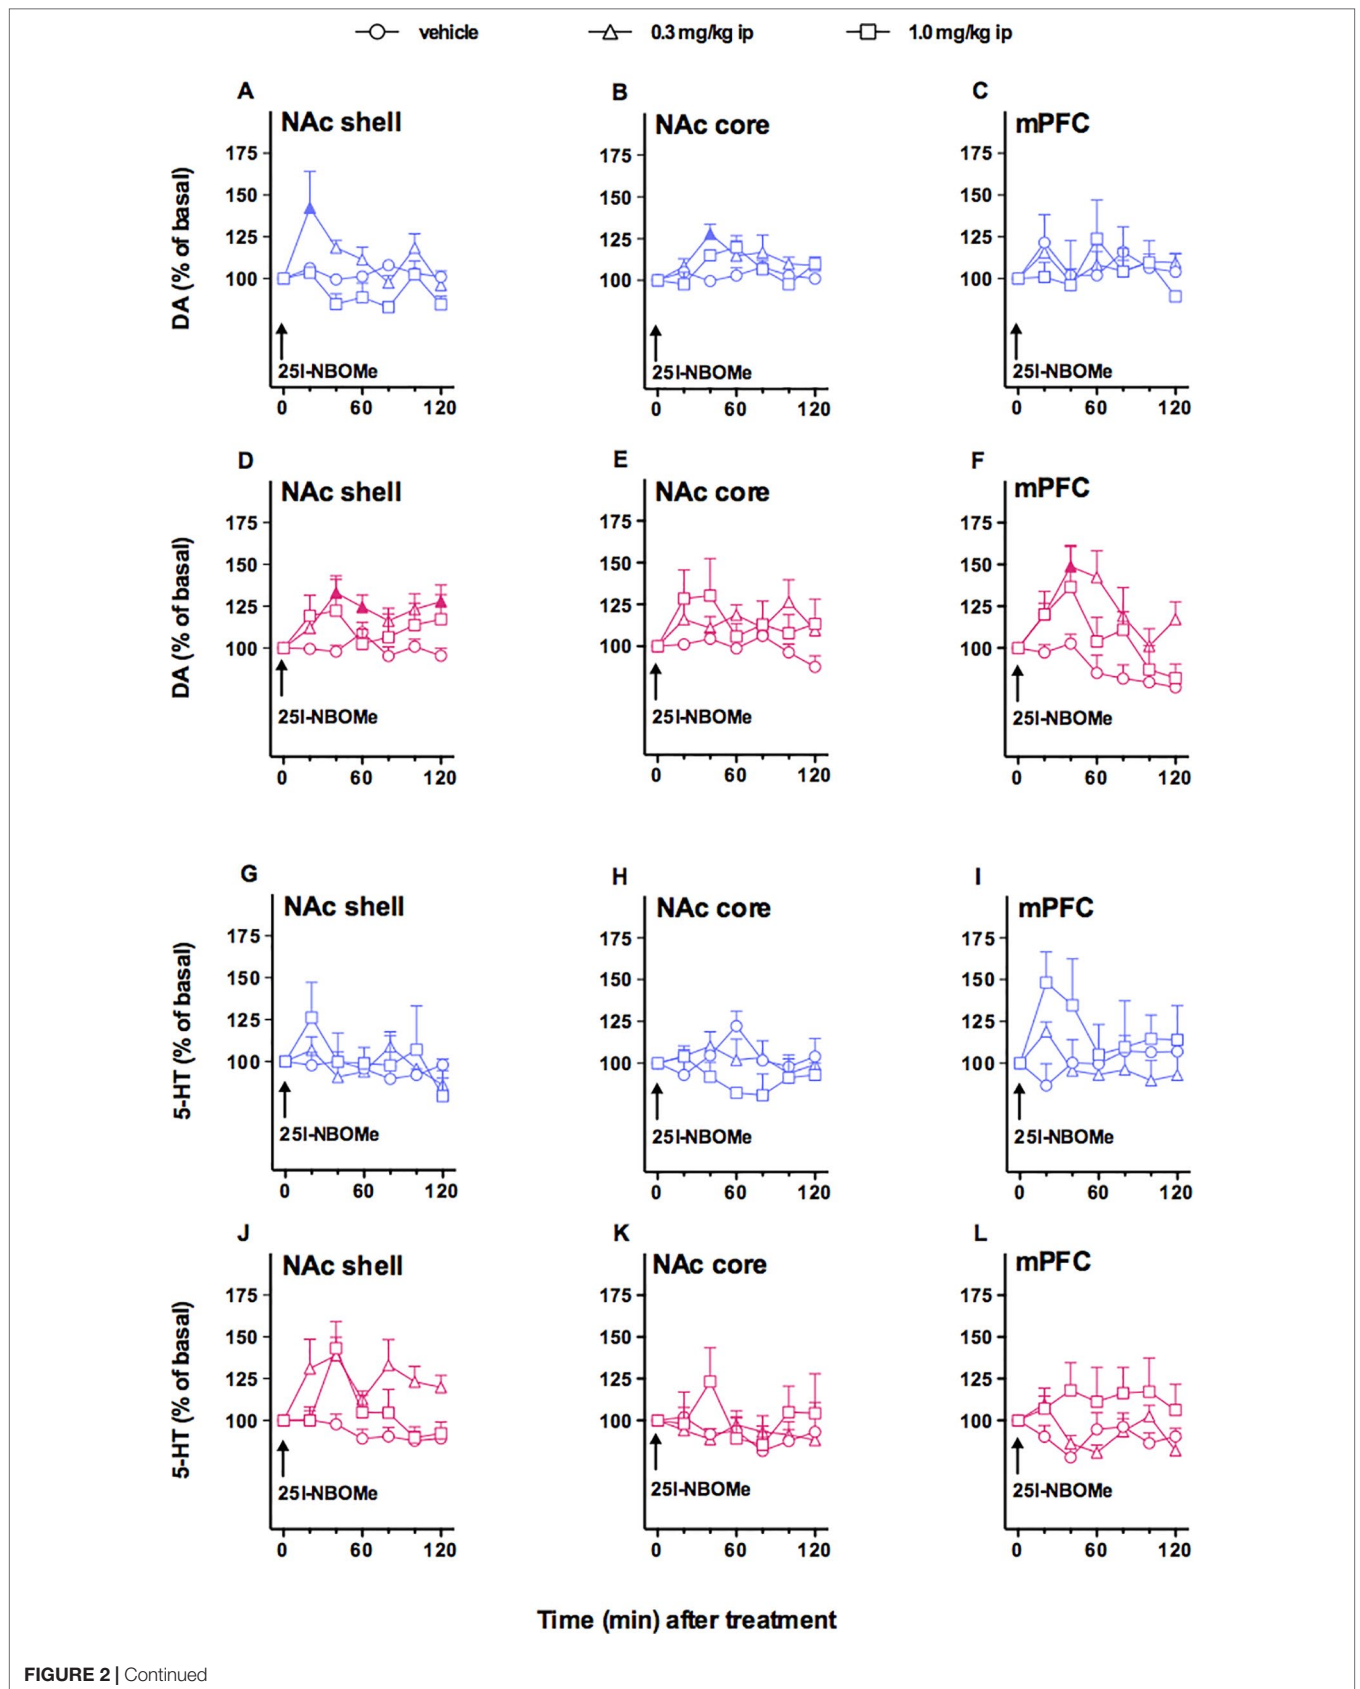 vehicle 0.3 mg/kg ip 1.0 mg/kg ip
A B C
NAc shell NAc core mPFC
DA (% of basal)
175 175 175
150 150 150
125 125 125
100 100 100
25I-NBOMe 25I-NBOMe 25I-NBOMe
0 60 120 0 60 120 0 60 120
D E F
NAc shell NAc core mPFC
DA (% of basal)
175 175 175
150 150 150
125 125 125
100 100 100
25I-NBOMe 25I-NBOMe 25I-NBOMe
0 60 120 0 60 120 0 60 120
G H I
NAc shell NAc core mPFC
5-HT (% of basal)
175 175 175
150 150 150
125 125 125
100 100 100
25I-NBOMe 25I-NBOMe 25I-NBOMe
0 60 120 0 60 120 0 60 120
J K L
NAc shell NAc core mPFC
5-HT (% of basal)
175 175 175
150 150 150
125 125 125
100 100 100
25I-NBOMe 25I-NBOMe 25I-NBOMe
0 60 120 0 60 120 0 60 120
Time (min) after treatment
FIGURE 2 | Continued